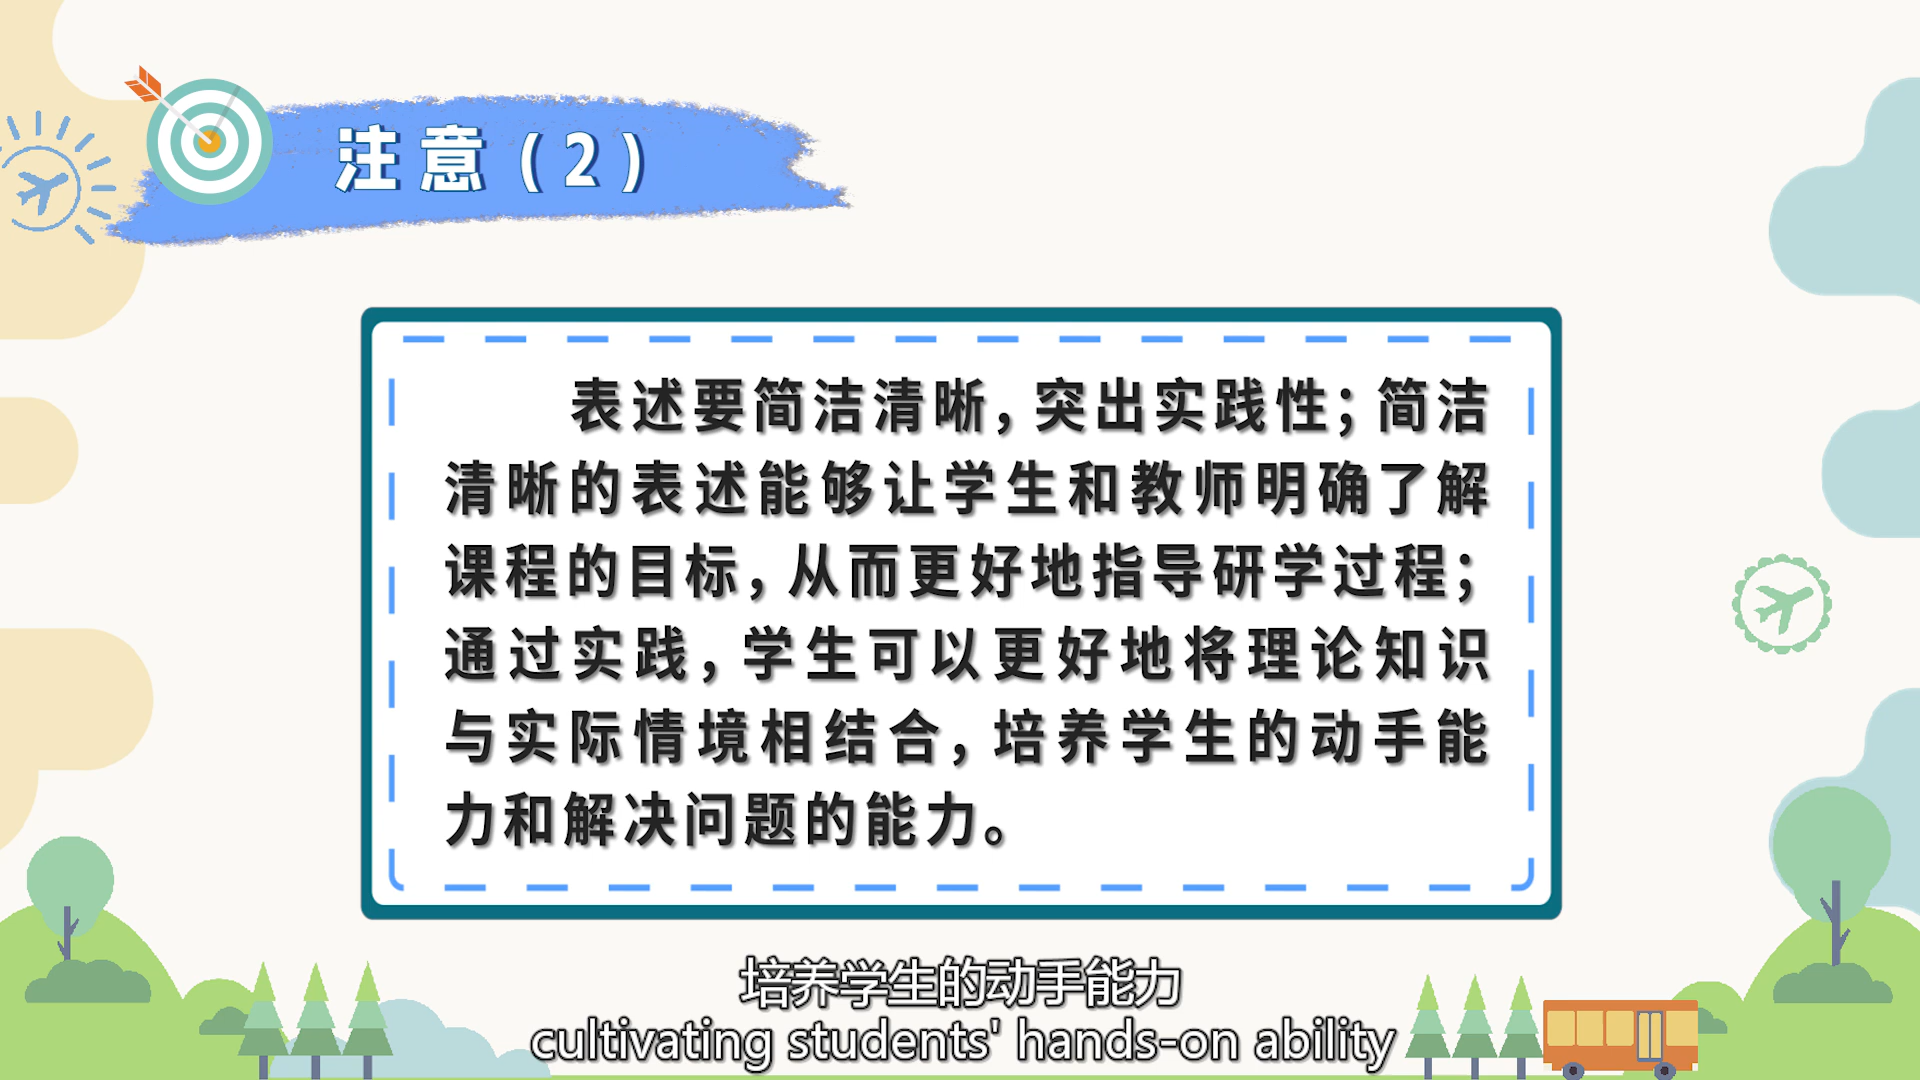 注意(2)
表述要简洁清晰，突出实践性；简洁
清晰的表述能够让学生和教师明确了解
课程的目标，从而更好地指导研学过程；
通过实践，学生可以更好地将理论知识
与实际情境相结合，培养学生的动手能
力和解决问题的能力。
培养学生的动手能力
cultivating students' hands-on ability